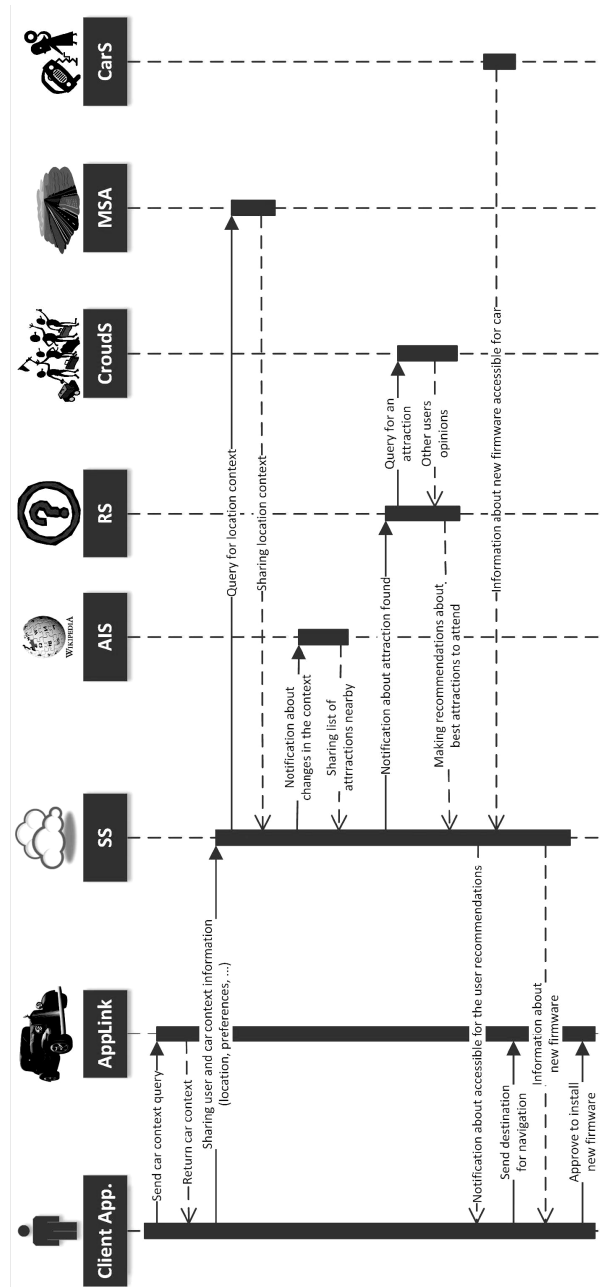 Client App.
AppLink
SS
WIKIPEDIA
AIS
RS
CroudS
MSA
CarS
Send car context query
Return car context
Sharing user and car context information
(location, preferences, ...)
Query for location context
Sharing location context
Notification about
changes in the context
Sharing list of
attrractions nearby
Notification about attraction found
Query for an
attraction
Other users
opinions
Making recommendations about
best attractions to attend
Notification about accessible for the user recommendations
Information about new firmware accessible for car
Send destination
for navigation
Information about
new firmware
Approve to install
new firmware